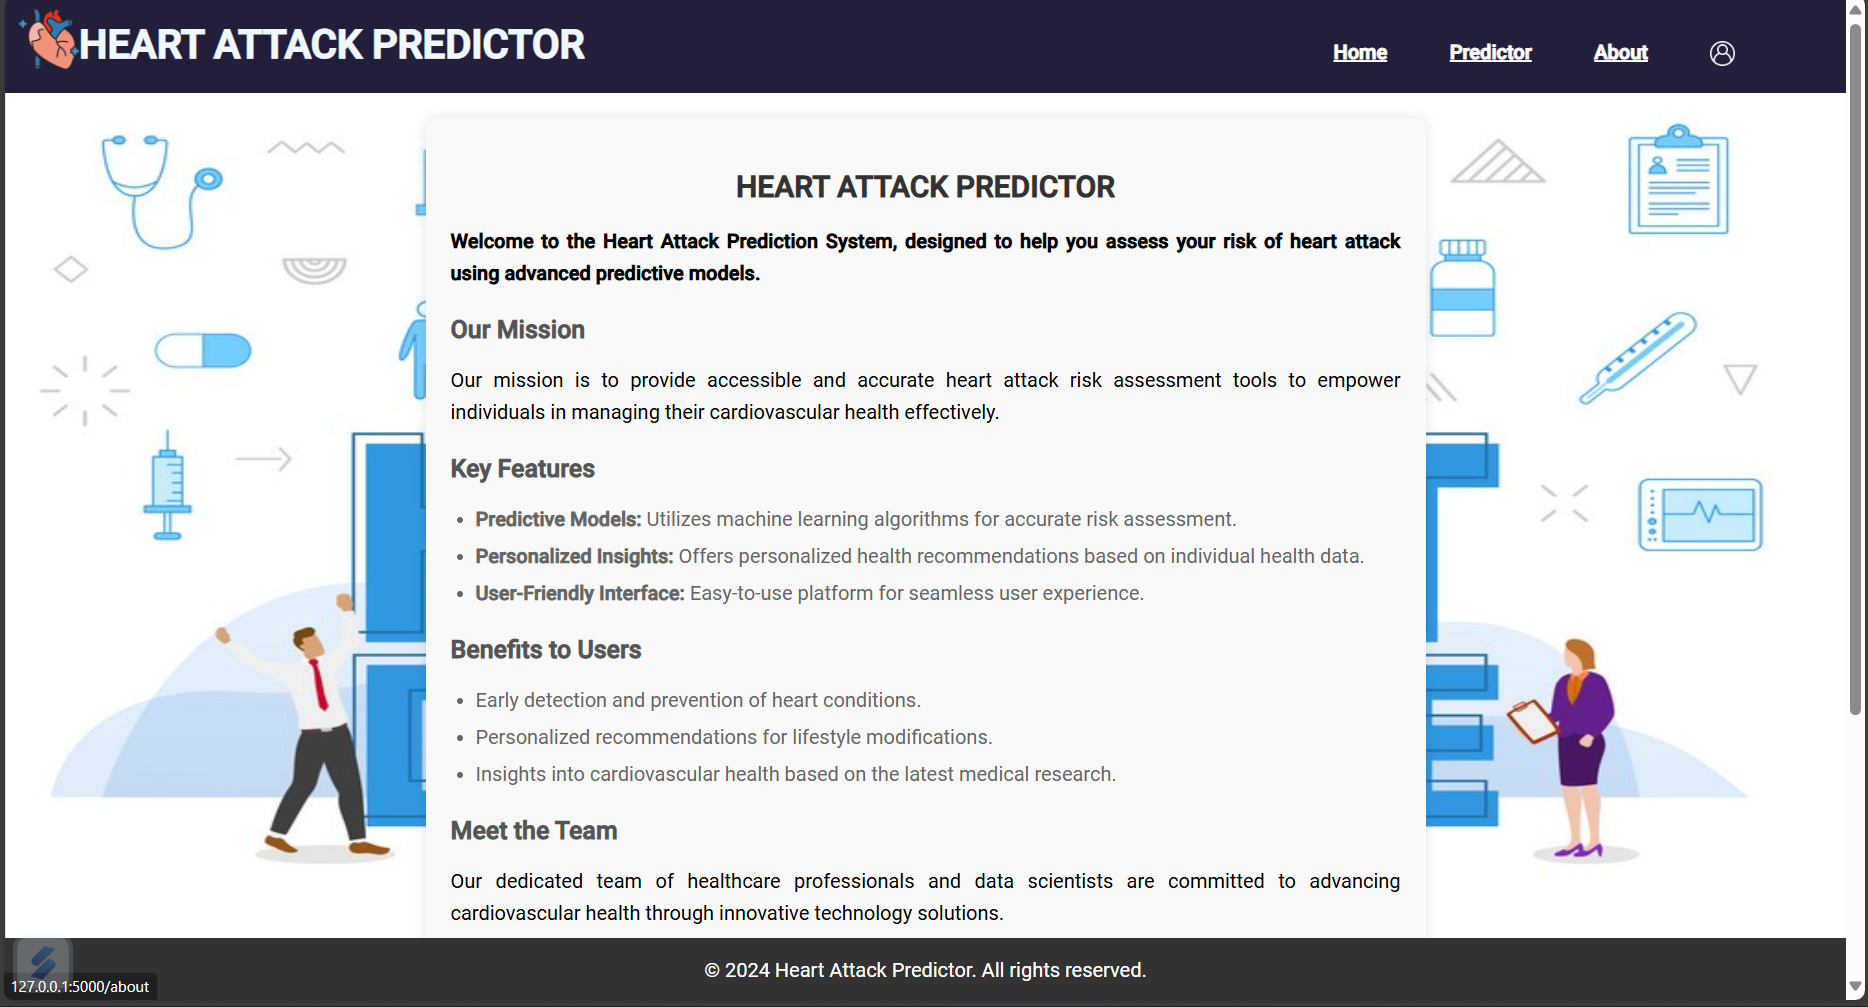 HEART ATTACK PREDICTOR
Home Predictor About
HEART ATTACK PREDICTOR
Welcome to the Heart Attack Prediction System, designed to help you assess your risk of heart attack
using advanced predictive models.
Our Mission
Our mission is to provide accessible and accurate heart attack risk assessment tools to empower
individuals in managing their cardiovascular health effectively.
Key Features
• Predictive Models: Utilizes machine learning algorithms for accurate risk assessment.
• Personalized Insights: Offers personalized health recommendations based on individual health data.
• User-Friendly Interface: Easy-to-use platform for seamless user experience.
Benefits to Users
• Early detection and prevention of heart conditions.
• Personalized recommendations for lifestyle modifications.
• Insights into cardiovascular health based on the latest medical research.
Meet the Team
Our dedicated team of healthcare professionals and data scientists are committed to advancing
cardiovascular health through innovative technology solutions.
© 2024 Heart Attack Predictor. All rights reserved.
127.0.0.1:5000/about